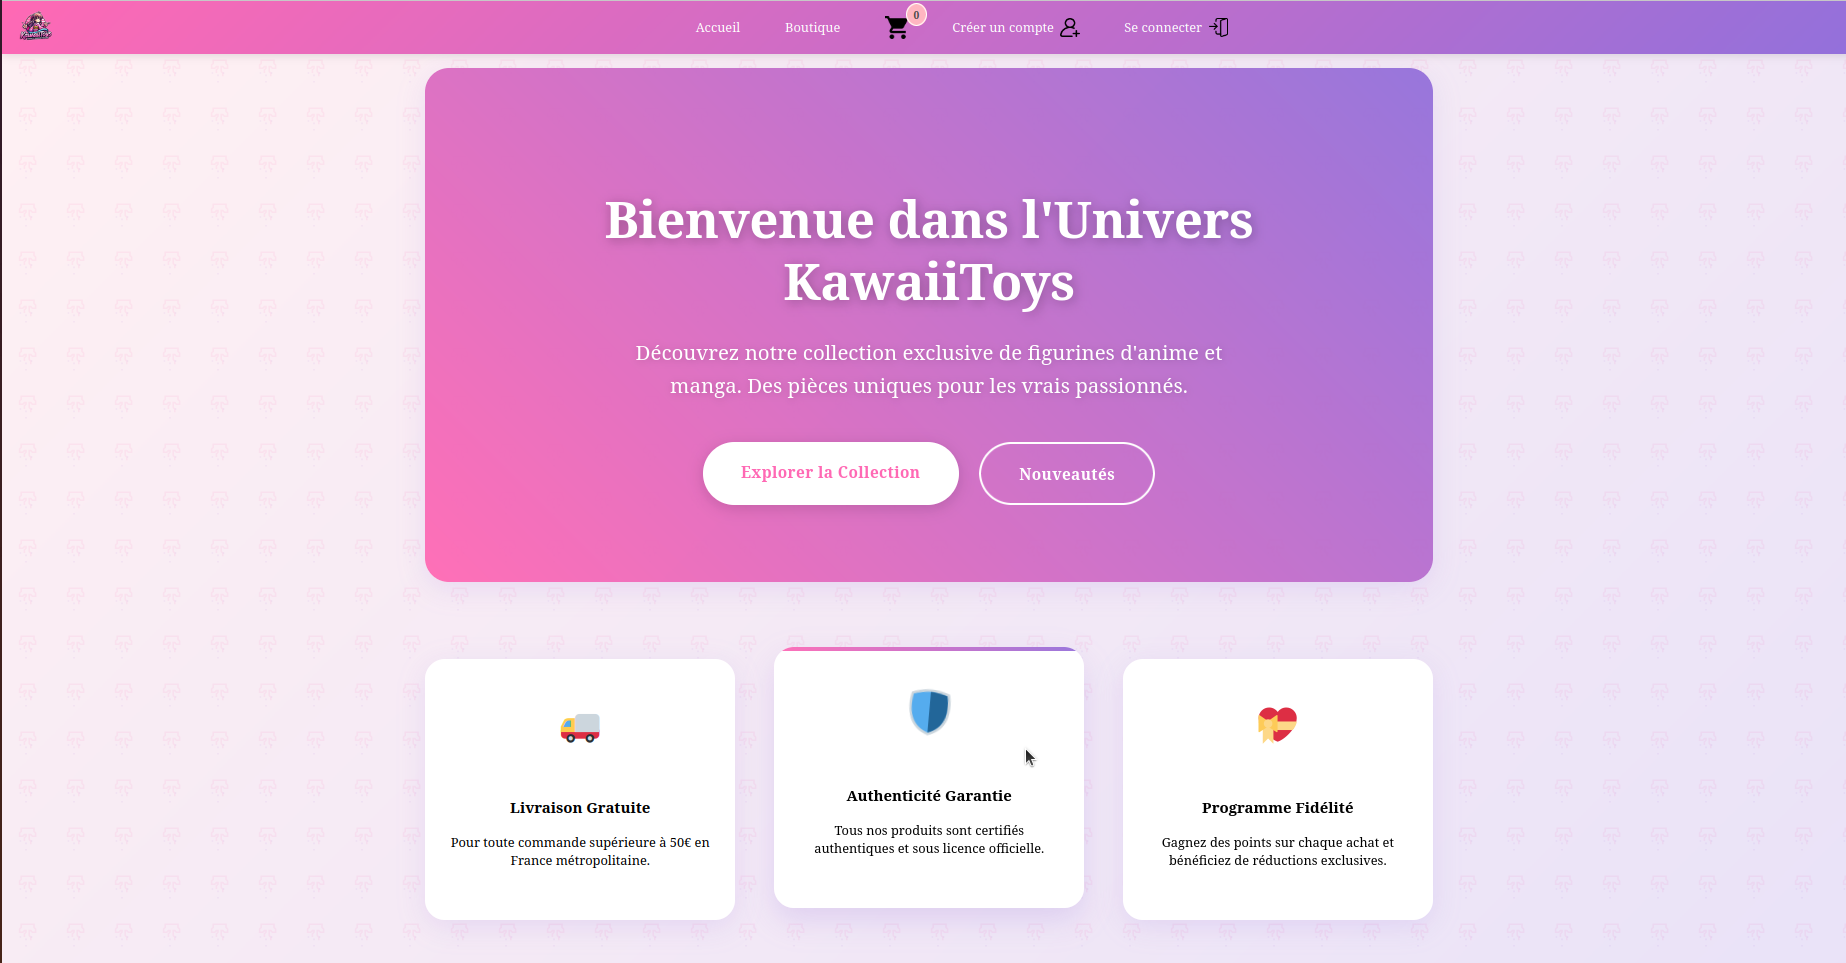 Accueil
Boutique
0
Créer un compte
Se connecter
Bienvenue dans l'Univers
KawaiiToys
Découvrez notre collection exclusive de figurines d'anime et
manga. Des pièces uniques pour les vrais passionnés.
Explorer la Collection
Nouveautés
Livraison Gratuite
Pour toute commande supérieure à 50€ en
France métropolitaine.
Authenticité Garantie
Tous nos produits sont certifiés
authentiques et sous licence officielle.
Programme Fidélité
Gagnez des points sur chaque achat et
bénéficiez de réductions exclusives.